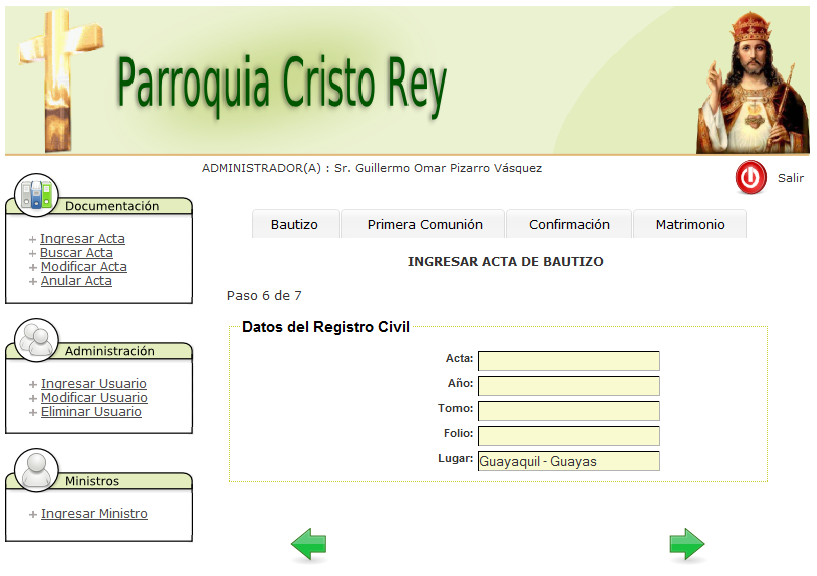 Parroquia Cristo Rey
ADMINISTRADOR(A) : Sr. Guillermo Omar Pizarro Vásquez
Salir
Documentación
Ingresar Acta
Buscar Acta
Modificar Acta
Anular Acta
Administración
Ingresar Usuario
Modificar Usuario
Eliminar Usuario
Ministros
Ingresar Ministro
Bautizo Primera Comunión Confirmación Matrimonio
INGRESAR ACTA DE BAUTIZO
Paso 6 de 7
Datos del Registro Civil
Acta:
Año:
Tomo:
Folio:
Lugar: Guayaquil - Guayas